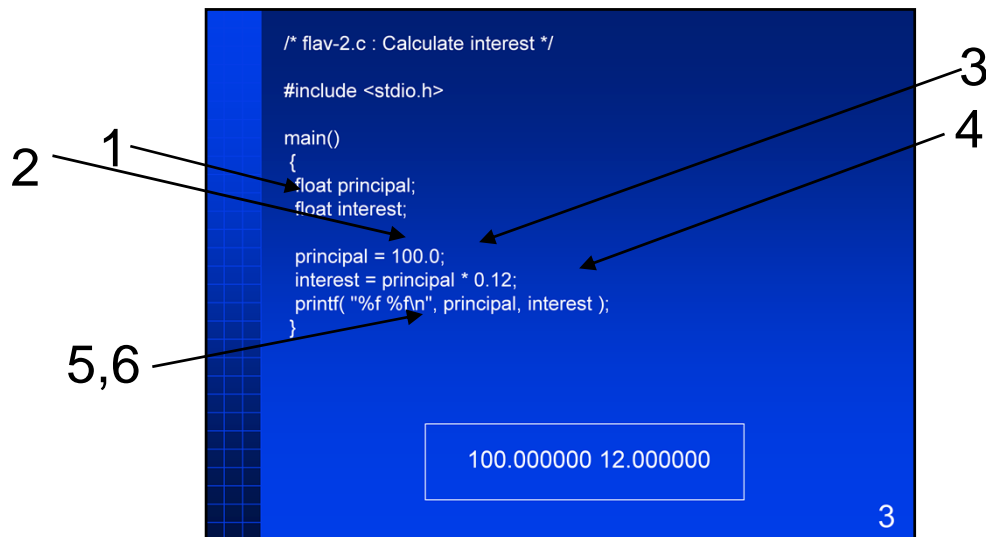 /* flav-2.c : Calculate interest */
#include <stdio.h>
main()
{
float principal;
float interest;
principal = 100.0;
interest = principal * 0.12;
printf( "%f %f\n", principal, interest );
}
100.000000 12.000000
3
1
2
3
4
5,6